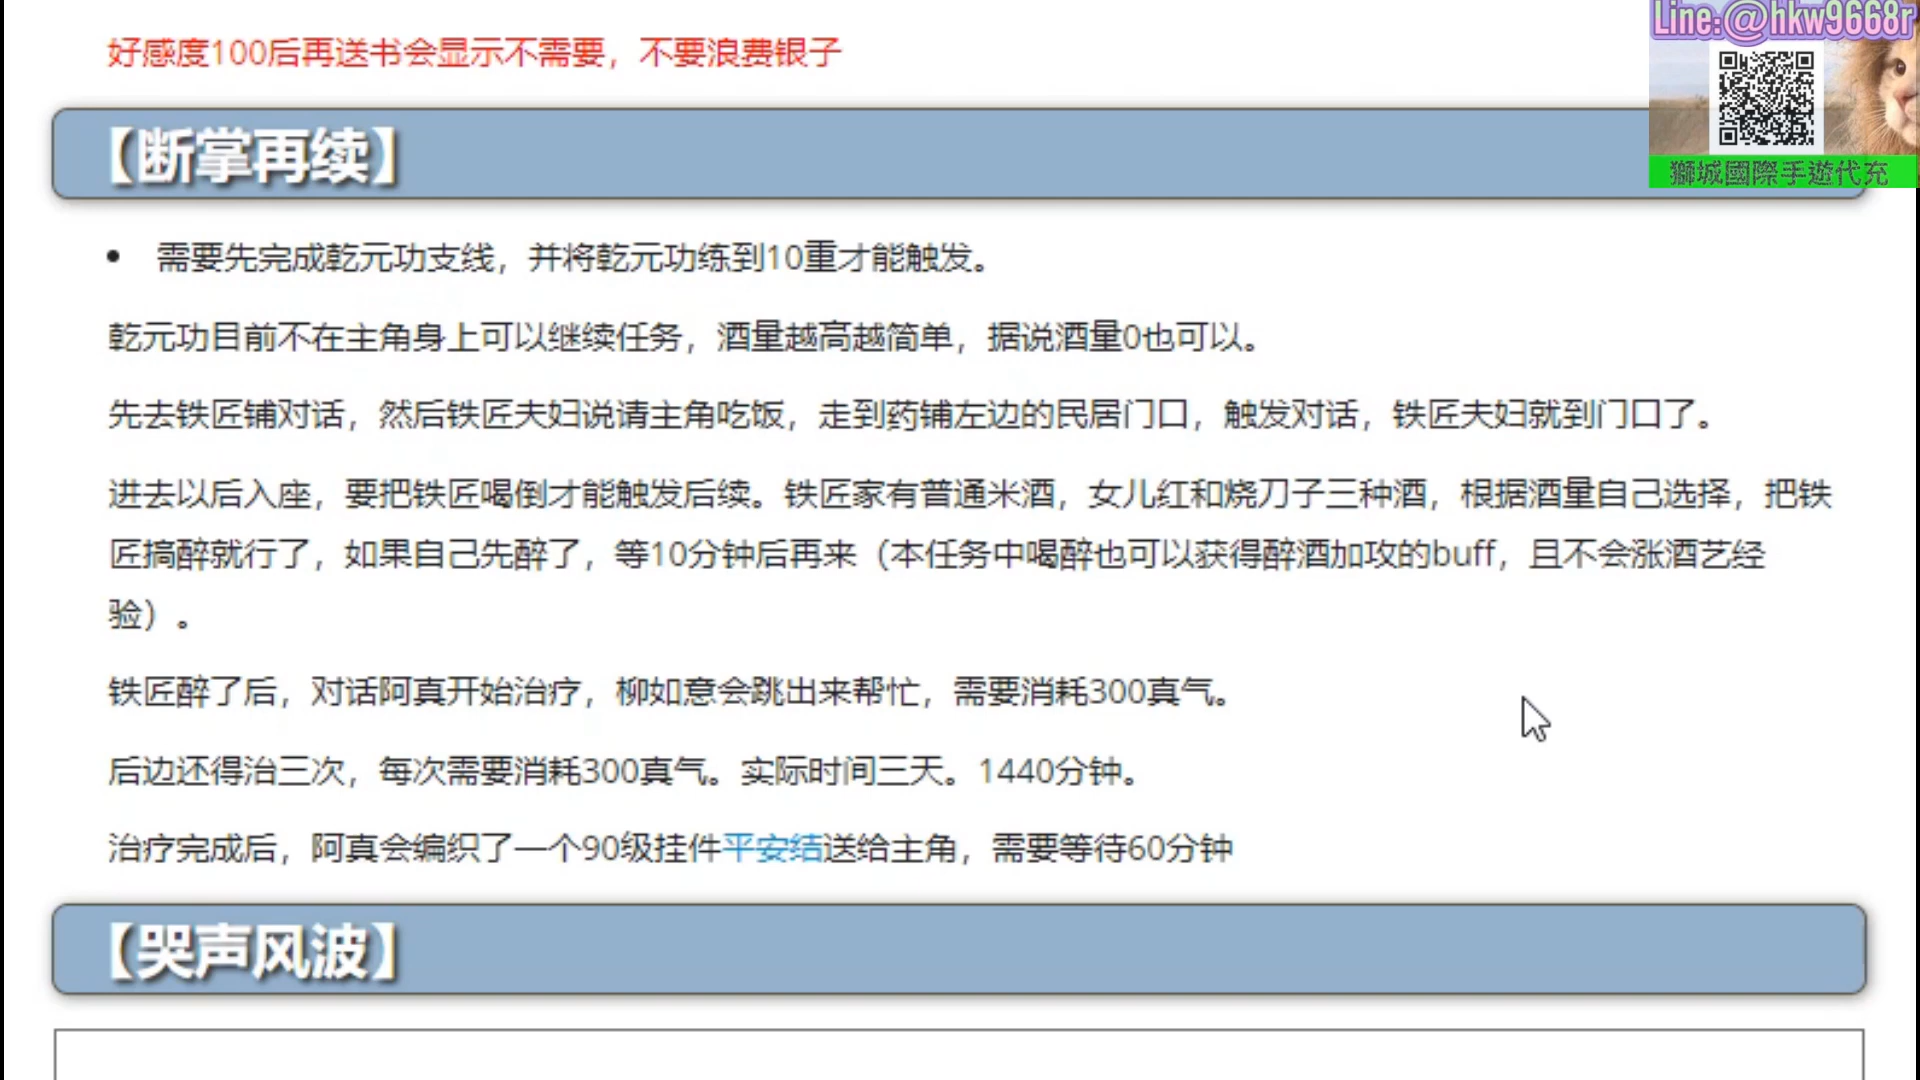 Line:@hkw9668r
獅城國際手遊代充
好感度100后再送书会显示不需要，不要浪费银子
【断掌再续】
• 需要先完成乾元功支线，并将乾元功练到10重才能触发。
乾元功目前不在主角身上可以继续任务，酒量越高越简单，据说酒量0也可以。
先去铁匠铺对话，然后铁匠夫妇说请主角吃饭，走到药铺左边的民居门口，触发对话，铁匠夫妇就到门口了。
进去以后入座，要把铁匠喝倒才能触发后续。铁匠家有普通米酒，女儿红和烧刀子三种酒，根据酒量自己选择，把铁
匠搞醉就行了，如果自己先醉了，等10分钟后再来（本任务中喝醉也可以获得醉酒加攻的buff，且不会涨酒艺经
验）。
铁匠醉了后，对话阿真开始治疗，柳如意会跳出来帮忙，需要消耗300真气。
后边还得治三次，每次需要消耗300真气。实际时间三天。1440分钟。
治疗完成后，阿真会编织了一个90级挂件平安结送给主角，需要等待60分钟
【哭声风波】